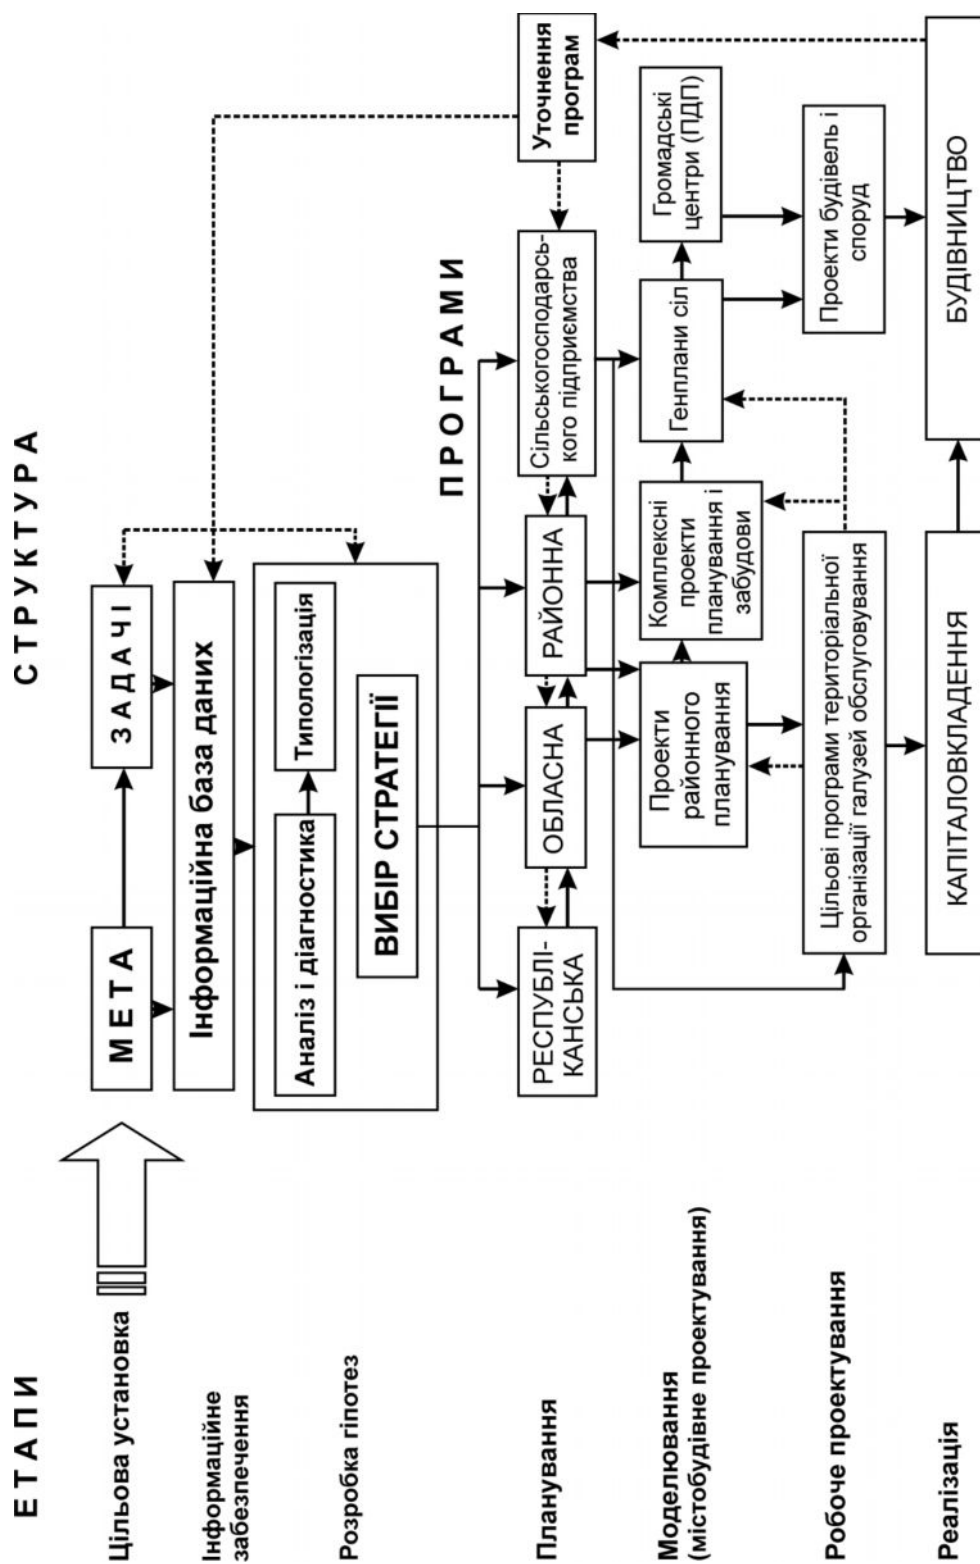 ЕТАПИ
СТРУКТУРА
Цільова установка
МЕТА
ЗАДАЧІ
Інформаційне
забезпечення
Інформаційна база даних
Розробка гіпотез
Аналіз і діагностика
Типологізація
ВИБІР СТРАТЕГІЇ
ПРОГРАМИ
Планування
РЕСПУБЛІ-
КАНСЬКА
ОБЛАСНА
РАЙОННА
Сільськогосподарсь-
кого підприємства
Уточнення
програм
Моделювання
(містобудівне проектування)
Проекти
районного
планування
Комплексні
проекти
планування і
забудови
Генплани сіл
Громадські
центри (ПДП)
Робоче проектування
Цільові програми територіальної
організації галузей обслуговування
Проекти будівель і
споруд
Реалізація
КАПІТАЛОВКЛАДЕННЯ
БУДІВНИЦТВО